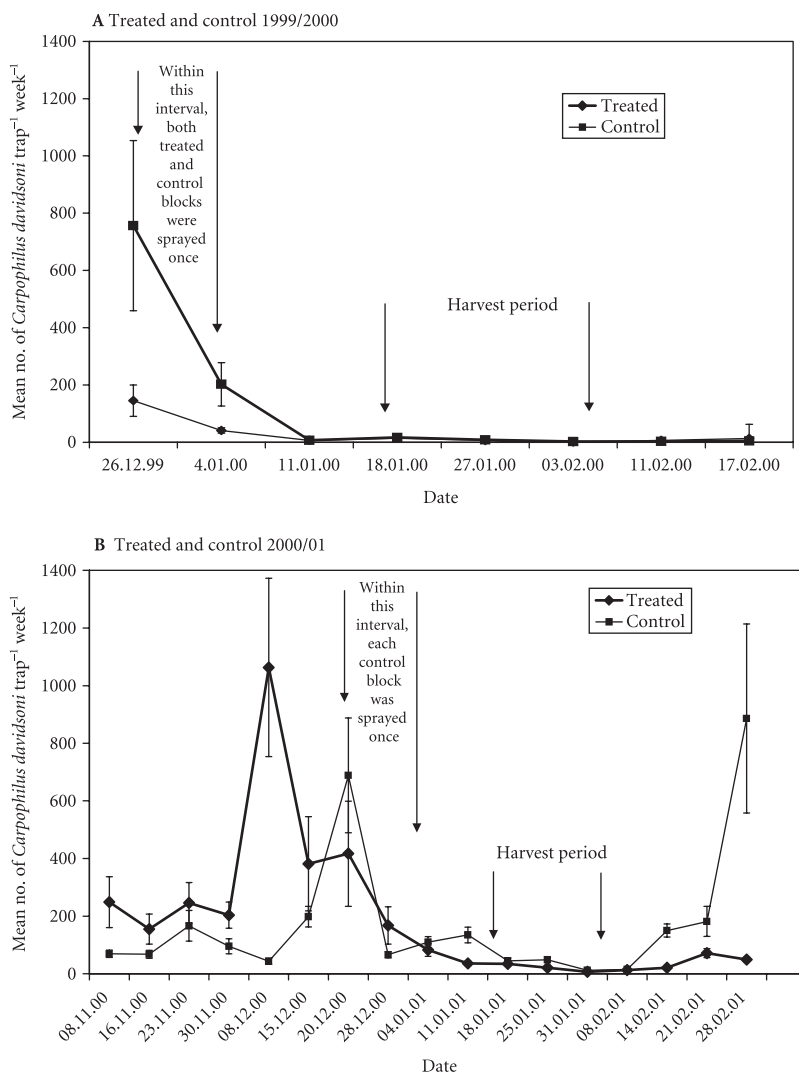 A Treated and control 1999/2000
Mean no. of Carpophilus davidsoni trap⁻¹ week⁻¹
1400
1200
1000
800
600
400
200
0
Within
this
interval,
both
treated
and
control
blocks
were
sprayed
once
Treated
Control
Harvest period
26.12.99 4.01.00 11.01.00 18.01.00 27.01.00 03.02.00 11.02.00 17.02.00
Date
B Treated and control 2000/01
Mean no. of Carpophilus davidsoni trap⁻¹ week⁻¹
1400
1200
1000
800
600
400
200
0
Within
this
interval,
each
control
block
was
sprayed
once
Treated
Control
Harvest period
08.11.00 16.11.00 23.11.00 30.11.00 08.12.00 15.12.00 20.12.00 28.12.00 04.01.01 11.01.01 18.01.01 25.01.01 31.01.01 08.02.01 14.02.01 21.02.01 28.02.01
Date